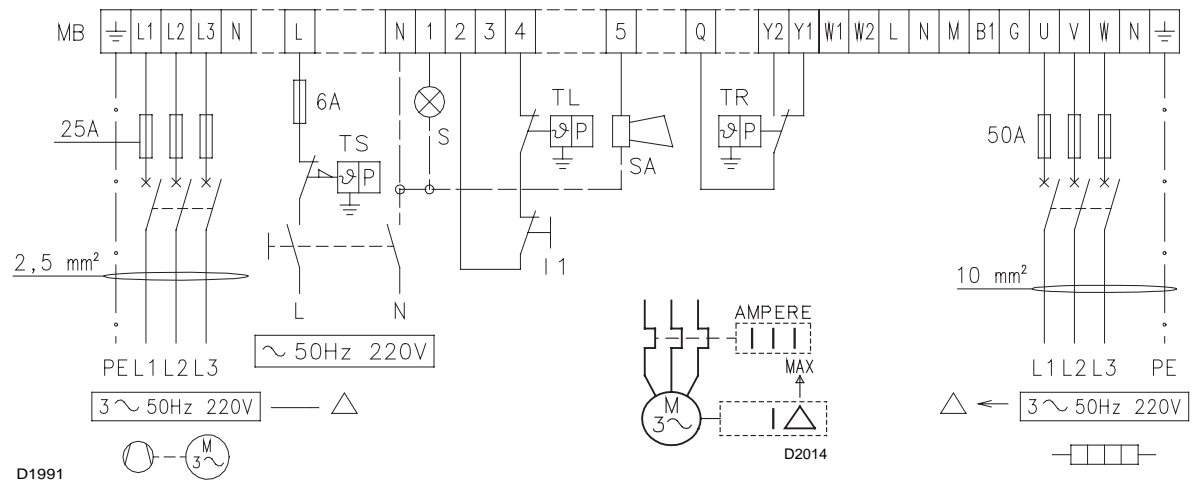 MB ⏚ L1 L2 L3 N L N 1 2 3 4 5 Q Y2 Y1 W1 W2 L N M B1 G U V W N ⏚
25A 6A S TL SA TR 50A
ϑ P ϑ P
TS
ϑ P
2,5 mm² I1 10 mm²
L N
AMPERE
~ 50Hz 220V
MAX
PE L1 L2 L3 L1 L2 L3 PE
3~ 50Hz 220V △ M 3~ I △ △ 3~ 50Hz 220V
D2014
M 3~
D1991